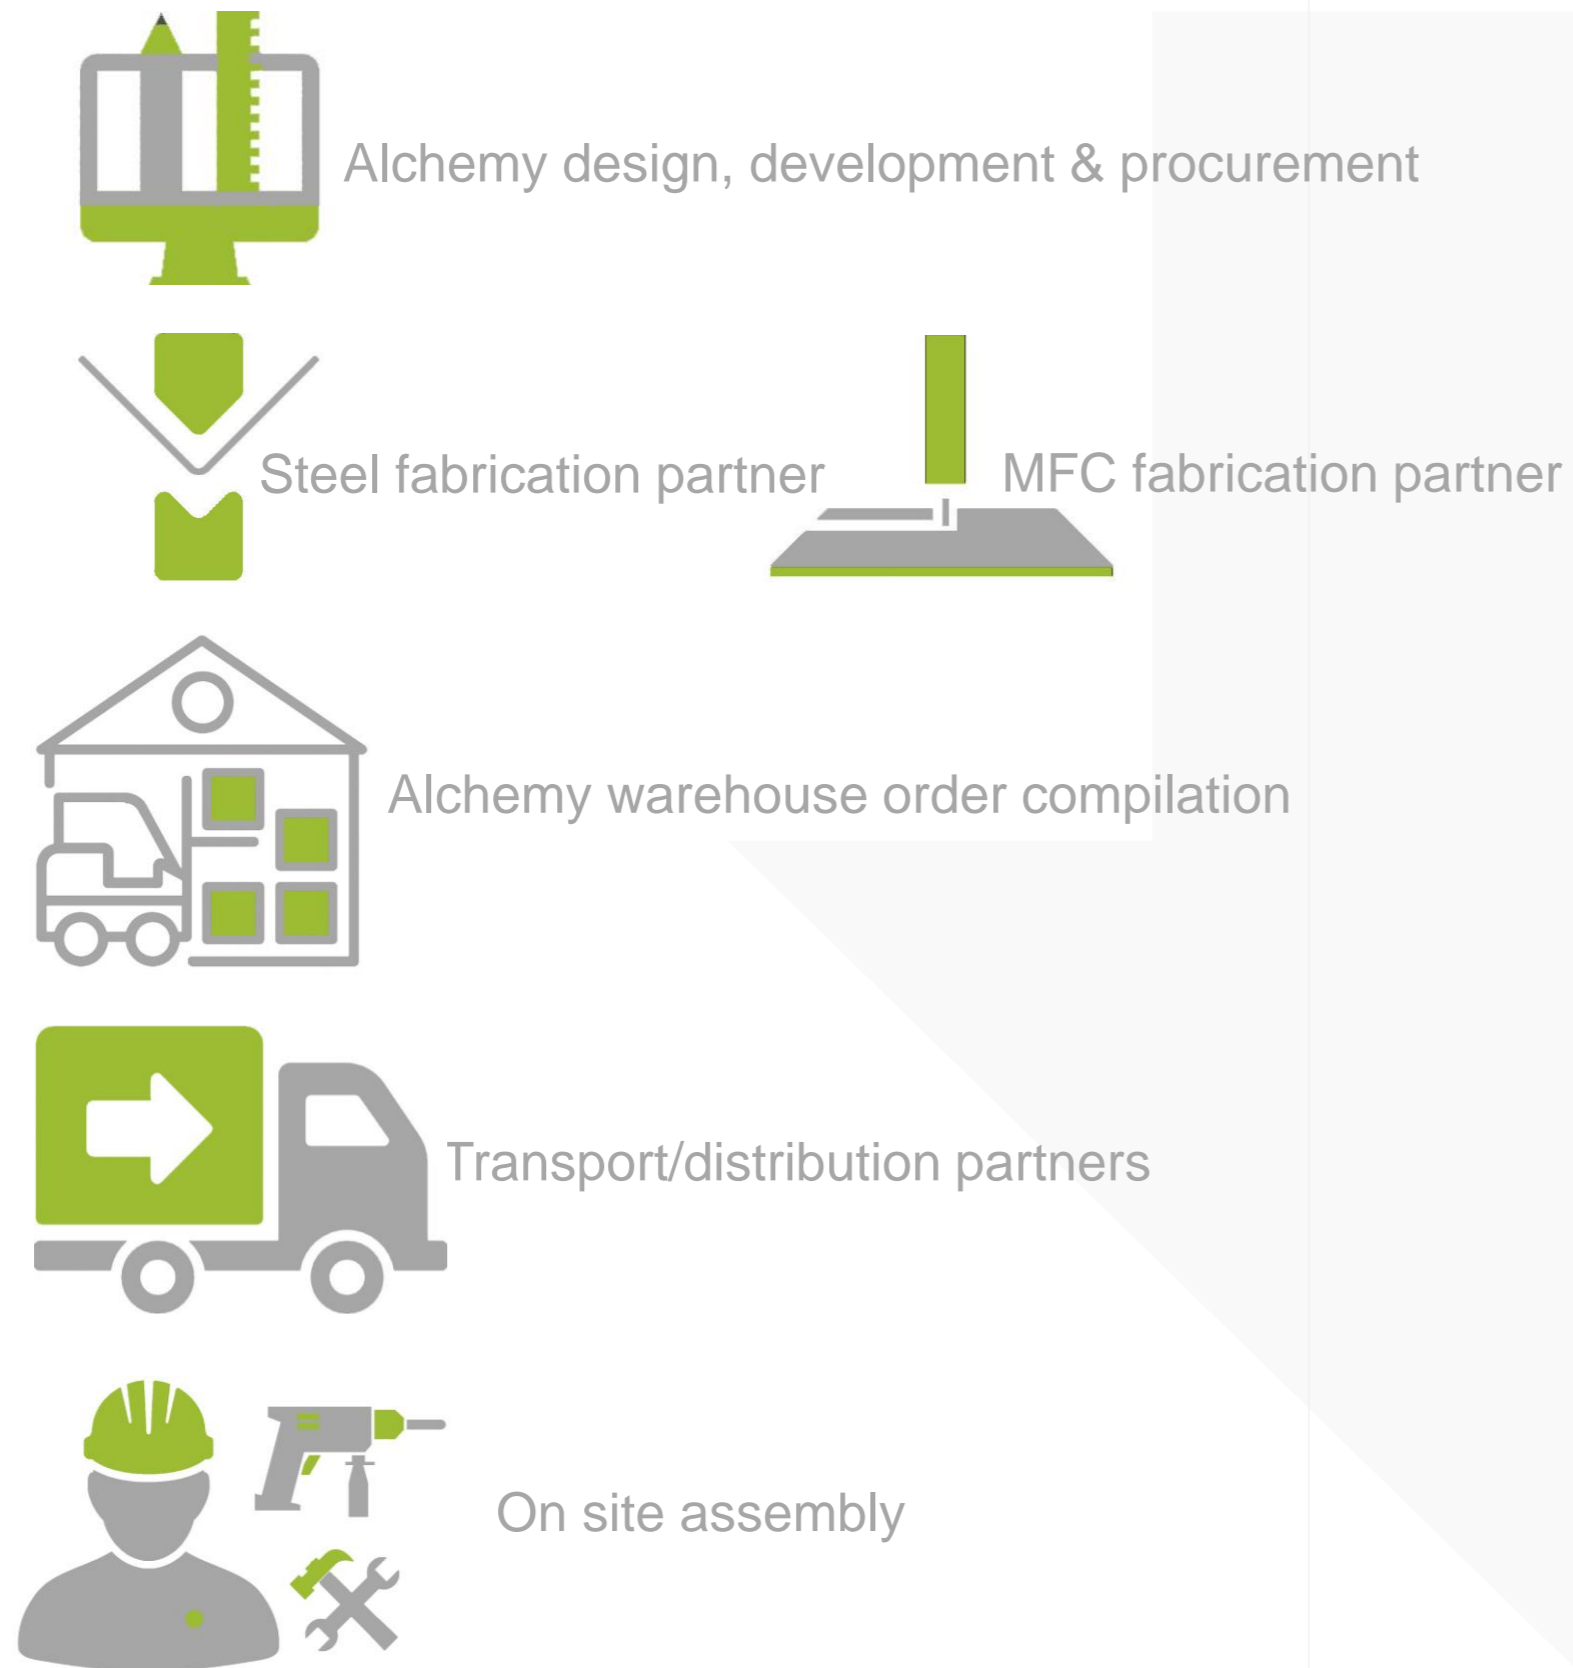 Alchemy design, development & procurement
Steel fabrication partner
MFC fabrication partner
Alchemy warehouse order compilation
Transport/distribution partners
On site assembly